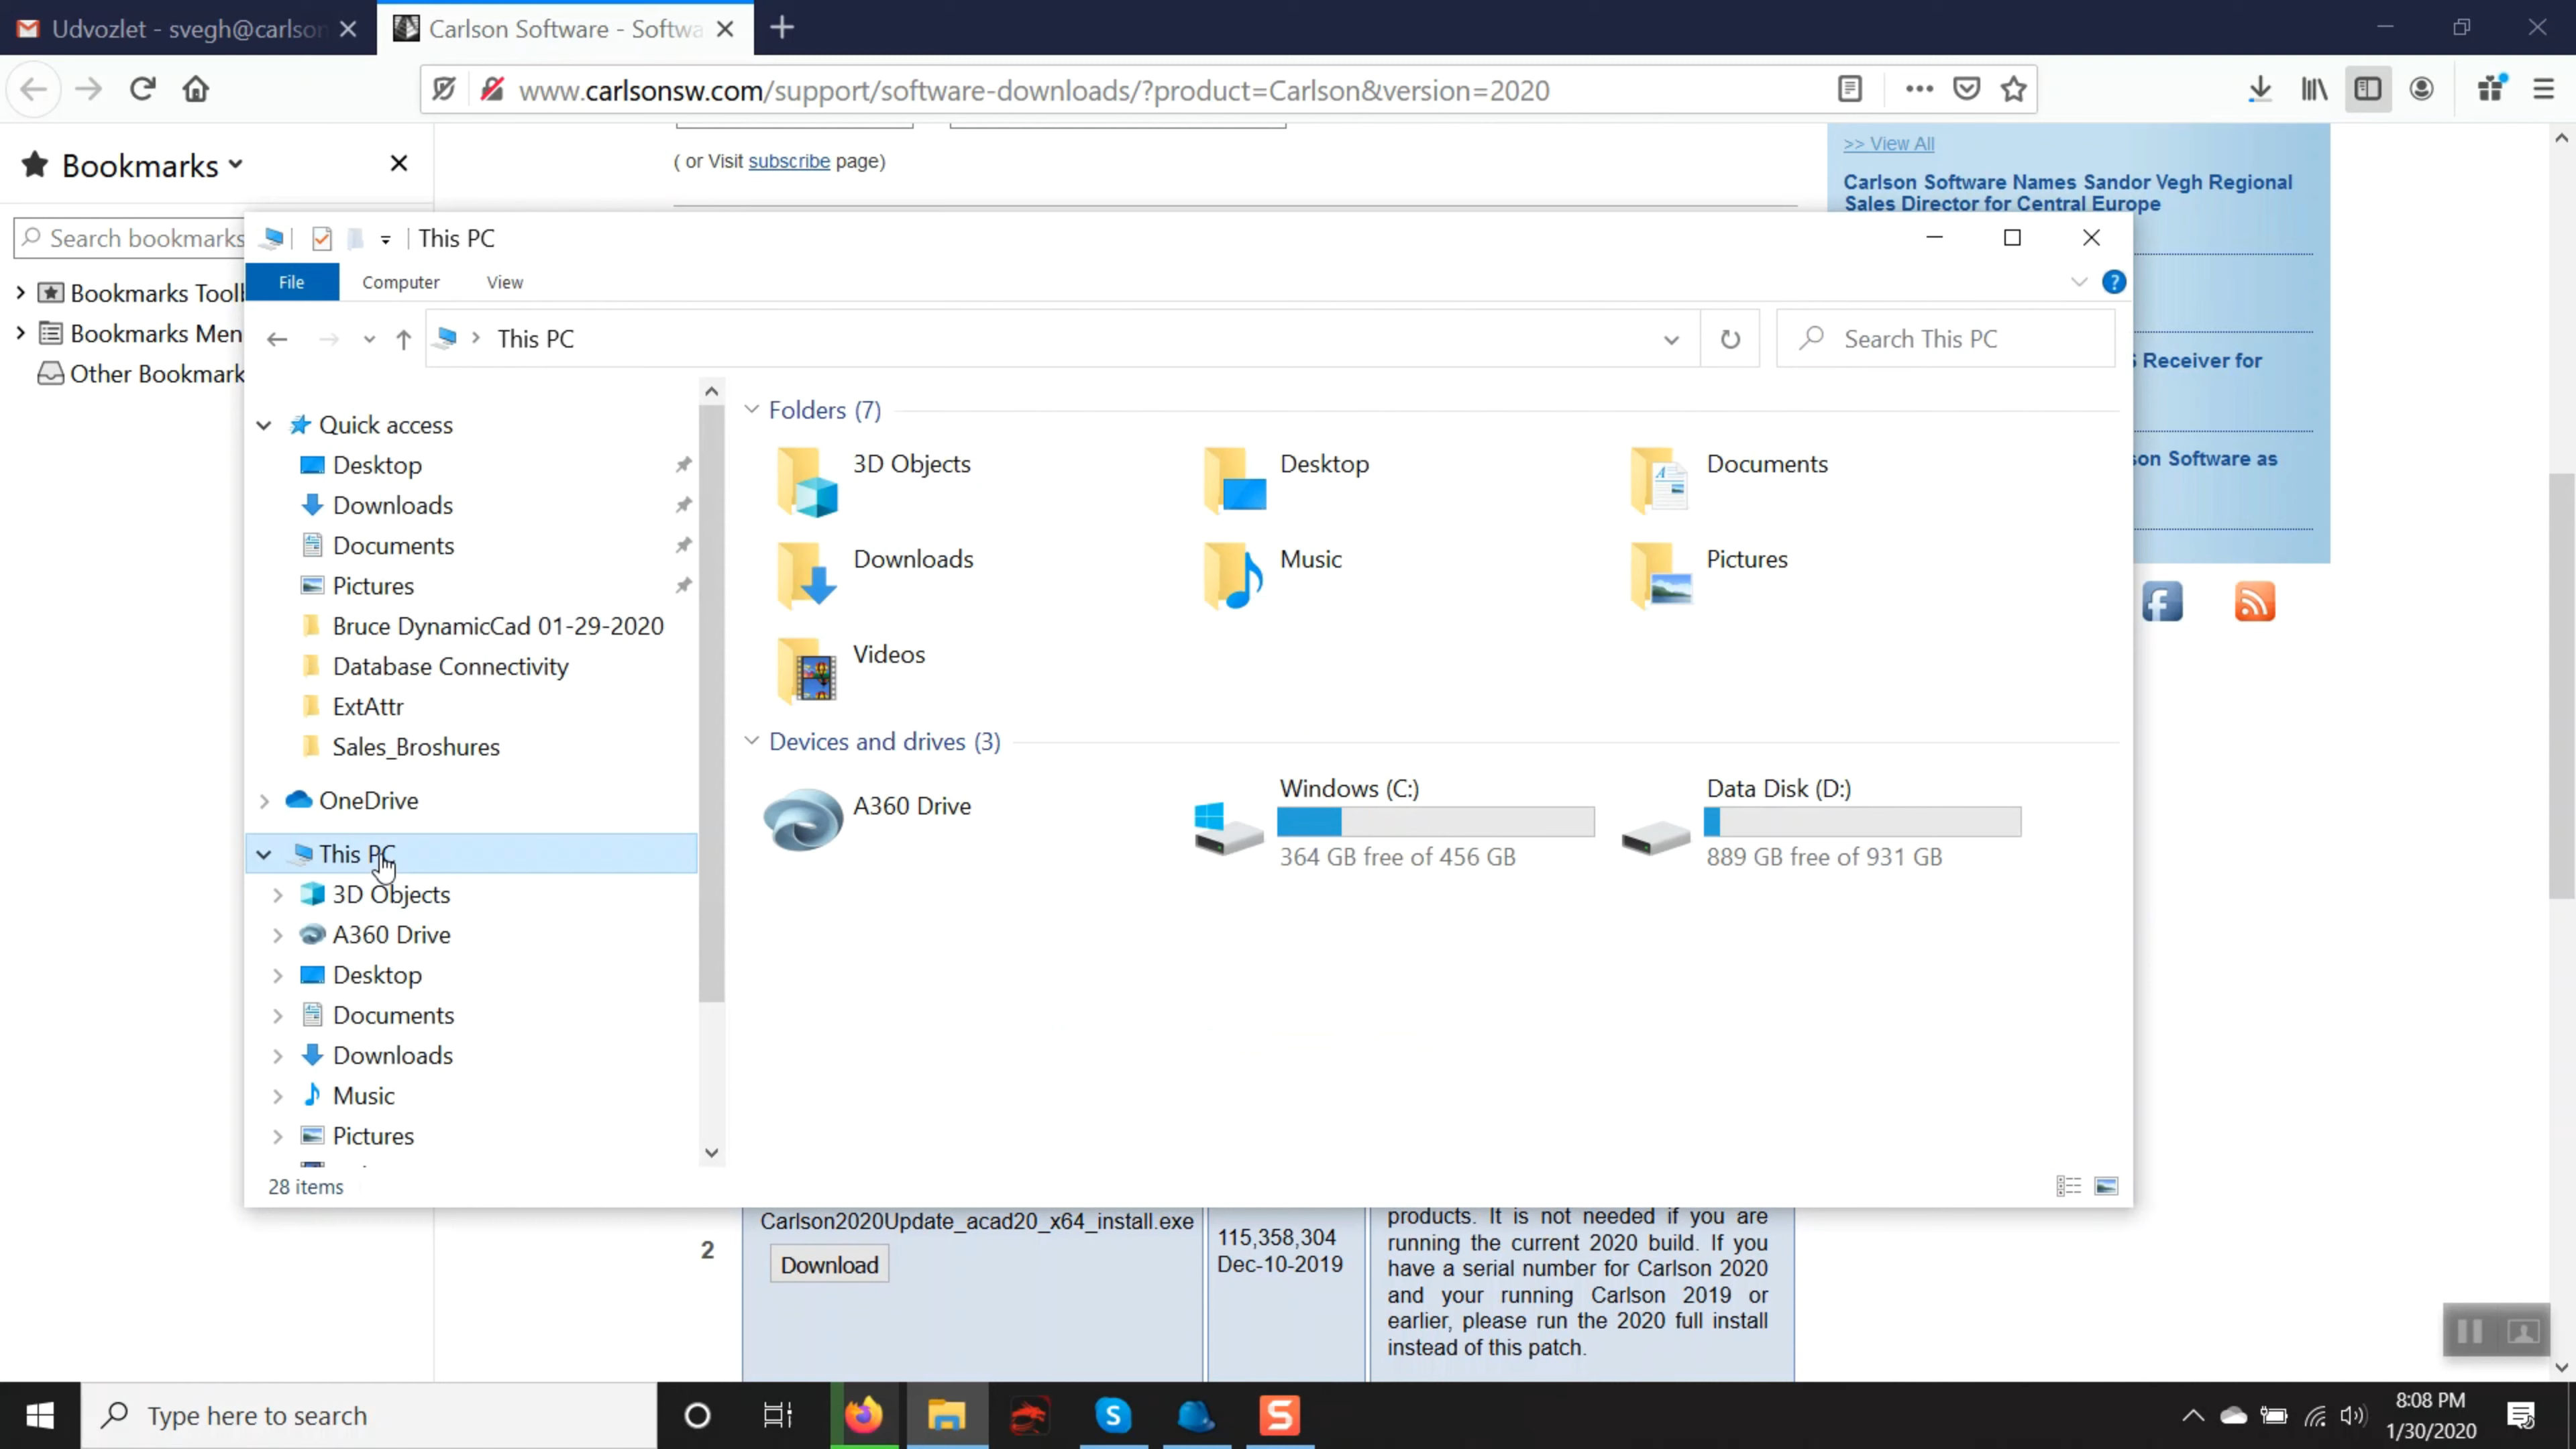 Udvozlet - svegh@carlson
Carlson Software - Softwa
www.carlsonsw.com/support/software-downloads/?product=Carlson&version=2020
Bookmarks
Search bookmarks
Bookmarks Toolb
Bookmarks Men
Other Bookmark
( or Visit subscribe page)
>> View All
Carlson Software Names Sandor Vegh Regional
Sales Director for Central Europe
S Receiver for
son Software as
This PC
File
Computer
View
This PC
Search This PC
Quick access
Desktop
Downloads
Documents
Pictures
Bruce DynamicCad 01-29-2020
Database Connectivity
ExtAttr
Sales_Broshures
OneDrive
This PC
3D Objects
A360 Drive
Desktop
Documents
Downloads
Music
Pictures
28 items
Folders (7)
3D Objects
Desktop
Documents
Downloads
Music
Pictures
Videos
Devices and drives (3)
A360 Drive
Windows (C:)
364 GB free of 456 GB
Data Disk (D:)
889 GB free of 931 GB
2
Carlson2020Update_acad20_x64_install.exe
Download
115,358,304
Dec-10-2019
products. It is not needed if you are
running the current 2020 build. If you
have a serial number for Carlson 2020
and your running Carlson 2019 or
earlier, please run the 2020 full install
instead of this patch.
Type here to search
8:08 PM
1/30/2020